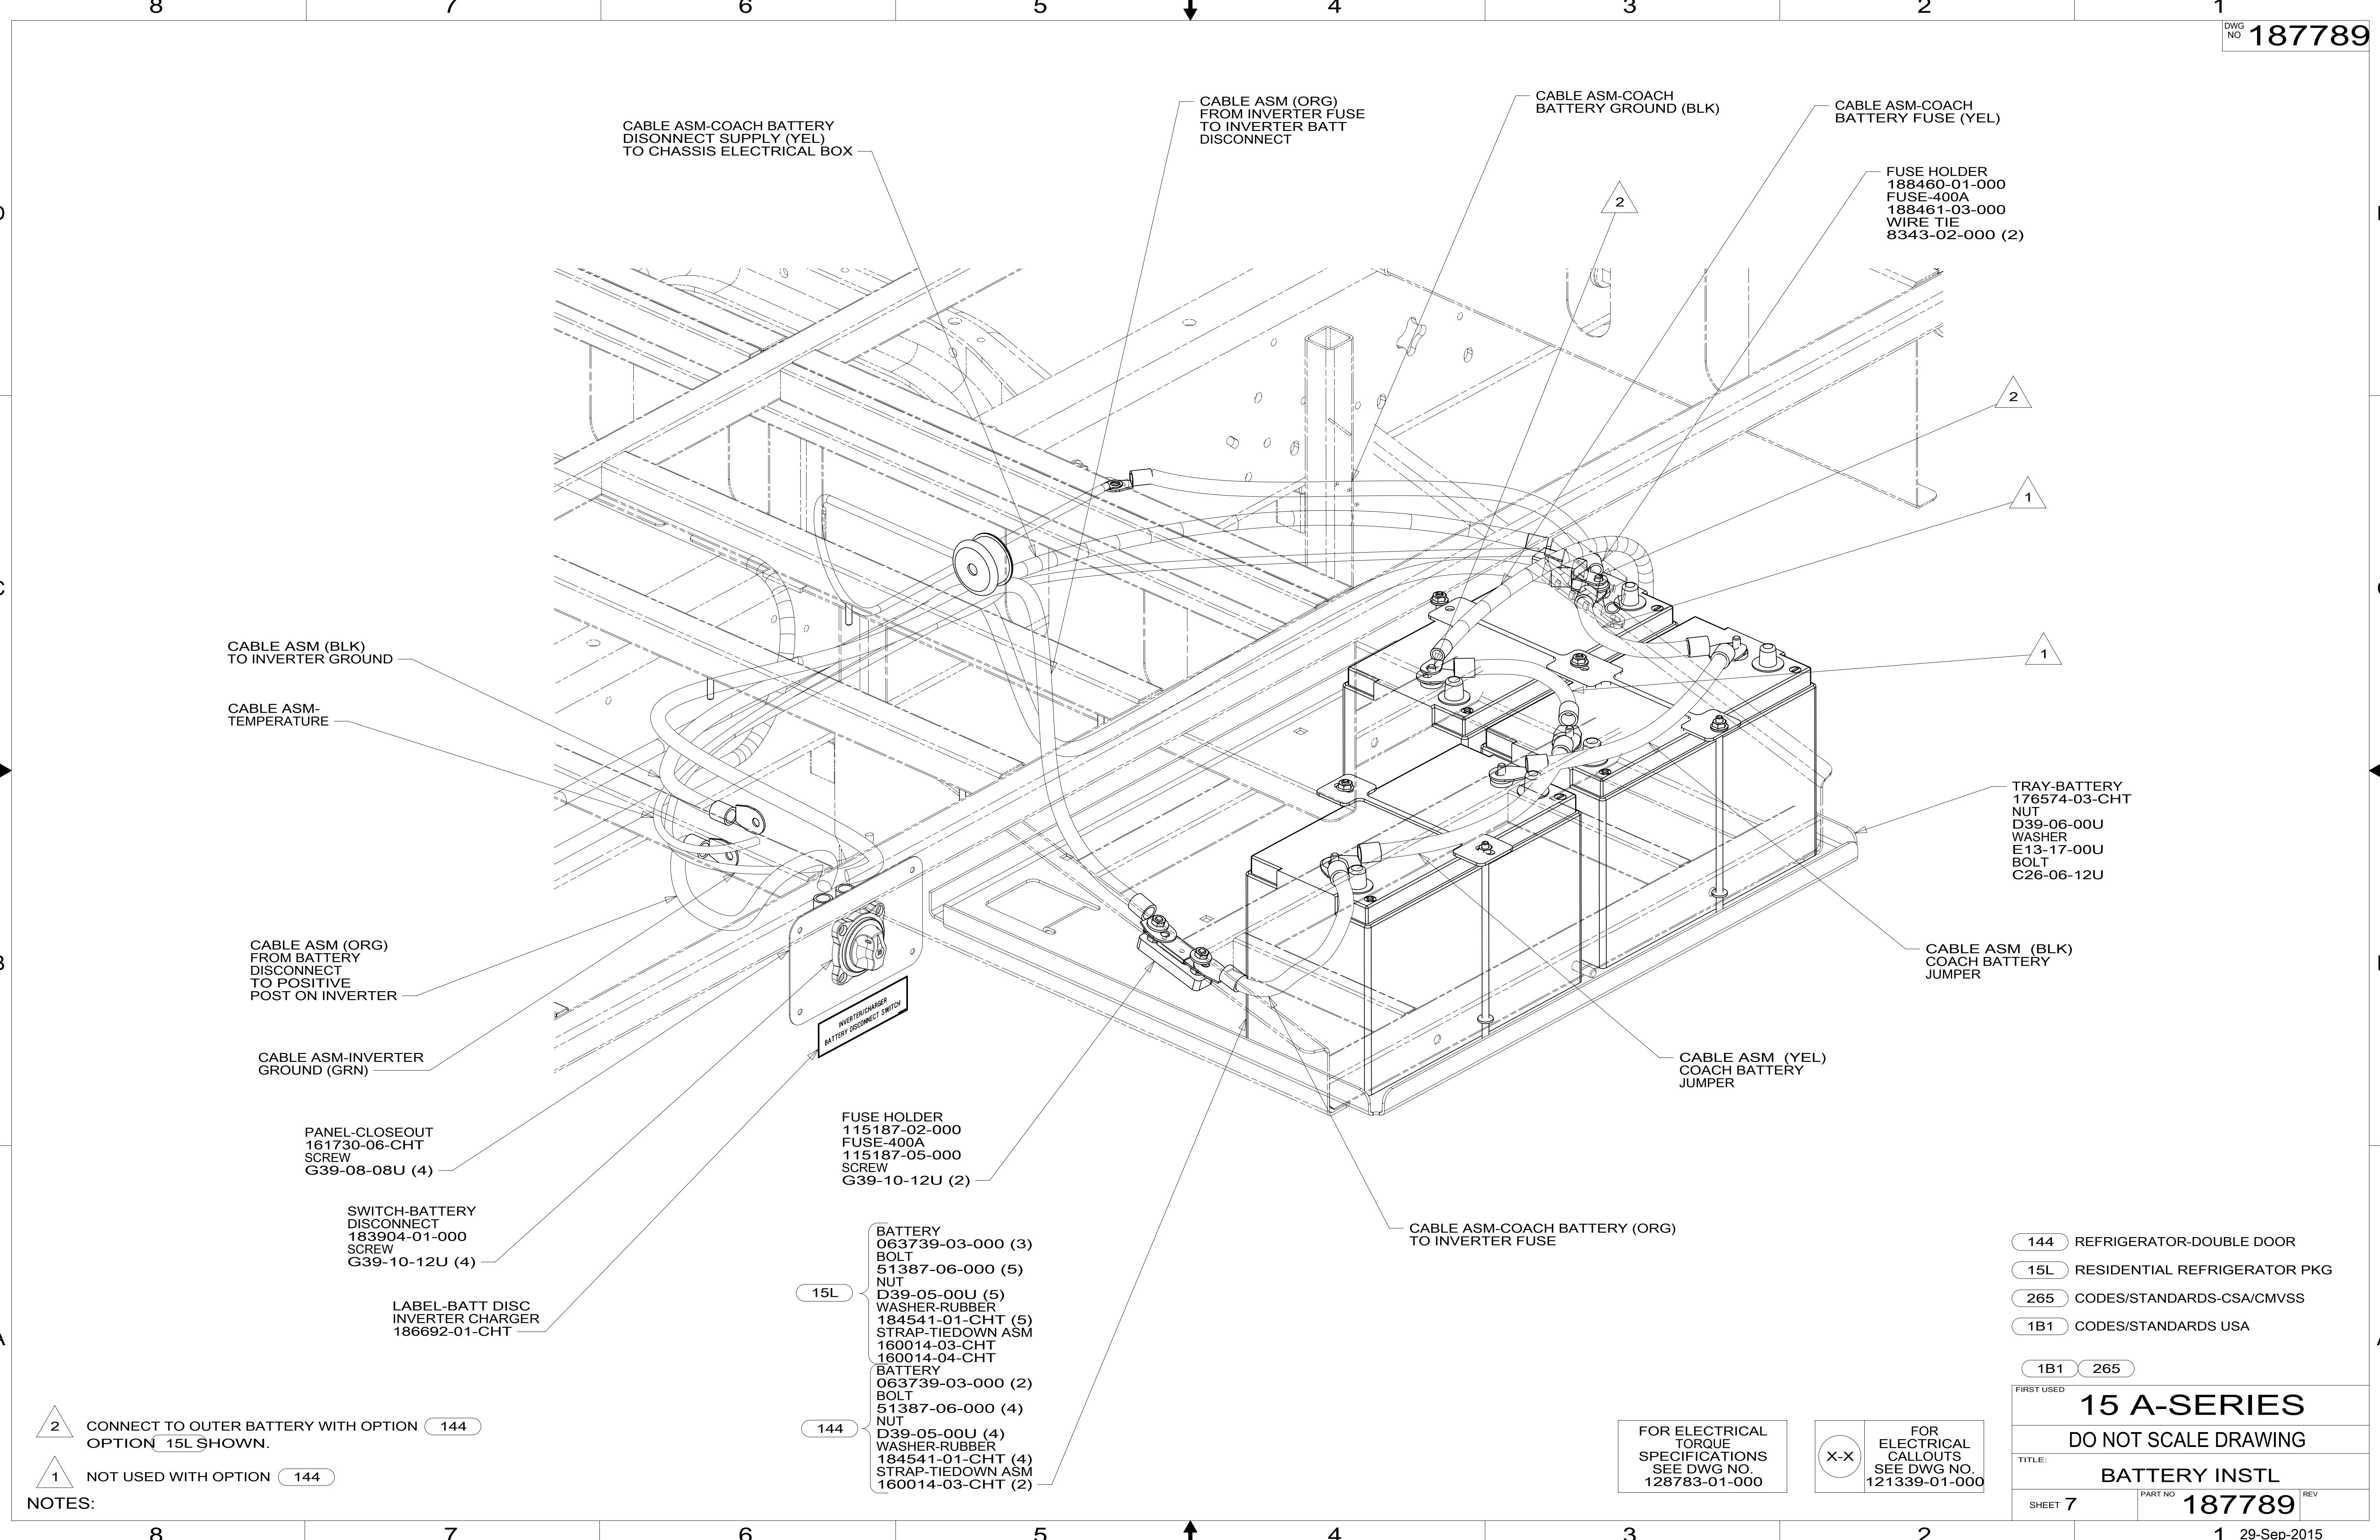 8 7 6 5 4 3 2 1
DWG
NO 187789
CABLE ASM-COACH BATTERY
DISONNECT SUPPLY (YEL)
TO CHASSIS ELECTRICAL BOX
CABLE ASM (ORG)
FROM INVERTER FUSE
TO INVERTER BATT
DISCONNECT
CABLE ASM-COACH
BATTERY GROUND (BLK)
CABLE ASM-COACH
BATTERY FUSE (YEL)
FUSE HOLDER
188460-01-000
FUSE-400A
188461-03-000
WIRE TIE
8343-02-000 (2)
2
2
1
1
C
CABLE ASM (BLK)
TO INVERTER GROUND
CABLE ASM-
TEMPERATURE
TRAY-BATTERY
176574-03-CHT
NUT
D39-06-00U
WASHER
E13-17-00U
BOLT
C26-06-12U
CABLE ASM (ORG)
FROM BATTERY
DISCONNECT
TO POSITIVE
POST ON INVERTER
CABLE ASM (BLK)
COACH BATTERY
JUMPER
INVERTER/CHARGER
BATTERY DISCONNECT SWITCH
CABLE ASM-INVERTER
GROUND (GRN)
CABLE ASM (YEL)
COACH BATTERY
JUMPER
PANEL-CLOSEOUT
161730-06-CHT
SCREW
G39-08-08U (4)
FUSE HOLDER
115187-02-000
FUSE-400A
115187-05-000
SCREW
G39-10-12U (2)
SWITCH-BATTERY
DISCONNECT
183904-01-000
SCREW
G39-10-12U (4)
LABEL-BATT DISC
INVERTER CHARGER
186692-01-CHT
15L
BATTERY
063739-03-000 (3)
BOLT
51387-06-000 (5)
NUT
D39-05-00U (5)
WASHER-RUBBER
184541-01-CHT (5)
STRAP-TIEDOWN ASM
160014-03-CHT
160014-04-CHT
144
BATTERY
063739-03-000 (2)
BOLT
51387-06-000 (4)
NUT
D39-05-00U (4)
WASHER-RUBBER
184541-01-CHT (4)
STRAP-TIEDOWN ASM
160014-03-CHT (2)
CABLE ASM-COACH BATTERY (ORG)
TO INVERTER FUSE
144 REFRIGERATOR-DOUBLE DOOR
15L RESIDENTIAL REFRIGERATOR PKG
265 CODES/STANDARDS-CSA/CMVSS
1B1 CODES/STANDARDS USA
1B1 265
2 CONNECT TO OUTER BATTERY WITH OPTION 144
OPTION 15L SHOWN.
1 NOT USED WITH OPTION 144
NOTES:
FOR ELECTRICAL
TORQUE
SPECIFICATIONS
SEE DWG NO.
128783-01-000
X-X
FOR
ELECTRICAL
CALLOUTS
SEE DWG NO.
121339-01-000
FIRST USED
15 A-SERIES
DO NOT SCALE DRAWING
TITLE:
BATTERY INSTL
SHEET 7
PART NO 187789
REV
8 7 6 5 4 3 2 1
29-Sep-2015